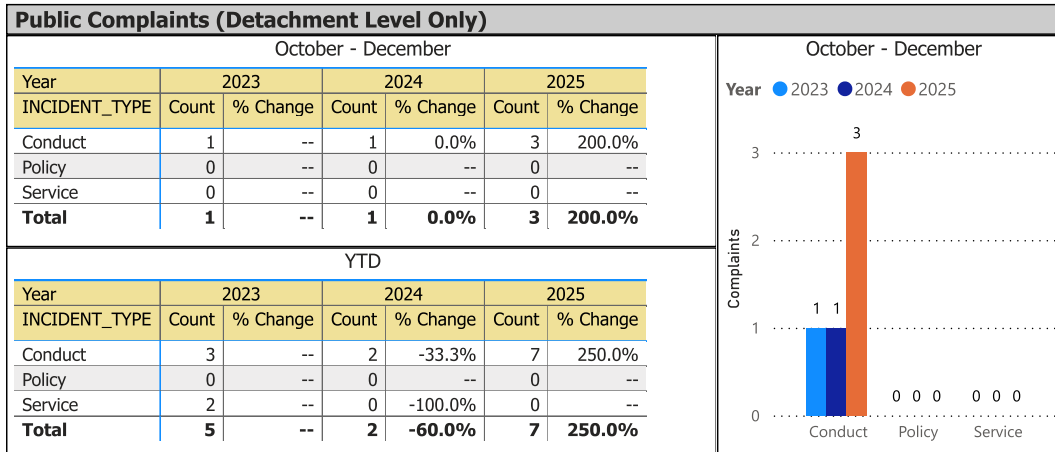 Public Complaints (Detachment Level Only)
October - December
Year 2023 2024 2025
INCIDENT_TYPE Count % Change Count % Change Count % Change
Conduct 1 -- 1 0.0% 3 200.0%
Policy 0 -- 0 -- 0 --
Service 0 -- 0 -- 0 --
Total 1 -- 1 0.0% 3 200.0%
YTD
Year 2023 2024 2025
INCIDENT_TYPE Count % Change Count % Change Count % Change
Conduct 3 -- 2 -33.3% 7 250.0%
Policy 0 -- 0 -- 0 --
Service 2 -- 0 -100.0% 0 --
Total 5 -- 2 -60.0% 7 250.0%
October - December
Year 2023 2024 2025
3
3
2
Complaints
1 1
1
0 0 0 0 0 0
0
Conduct Policy Service